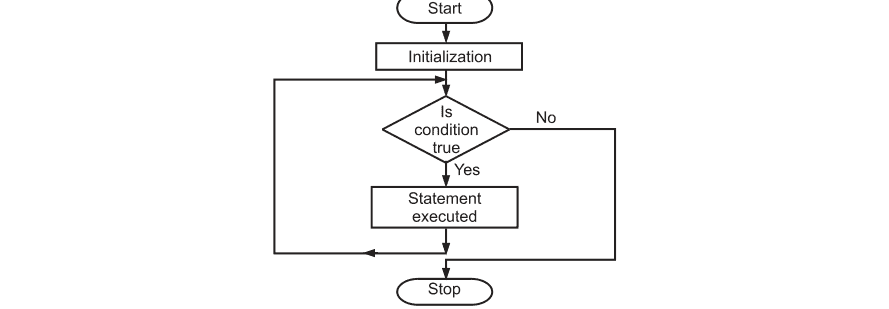 Start
Initialization
Is
condition
true
No
Yes
Statement
executed
Stop